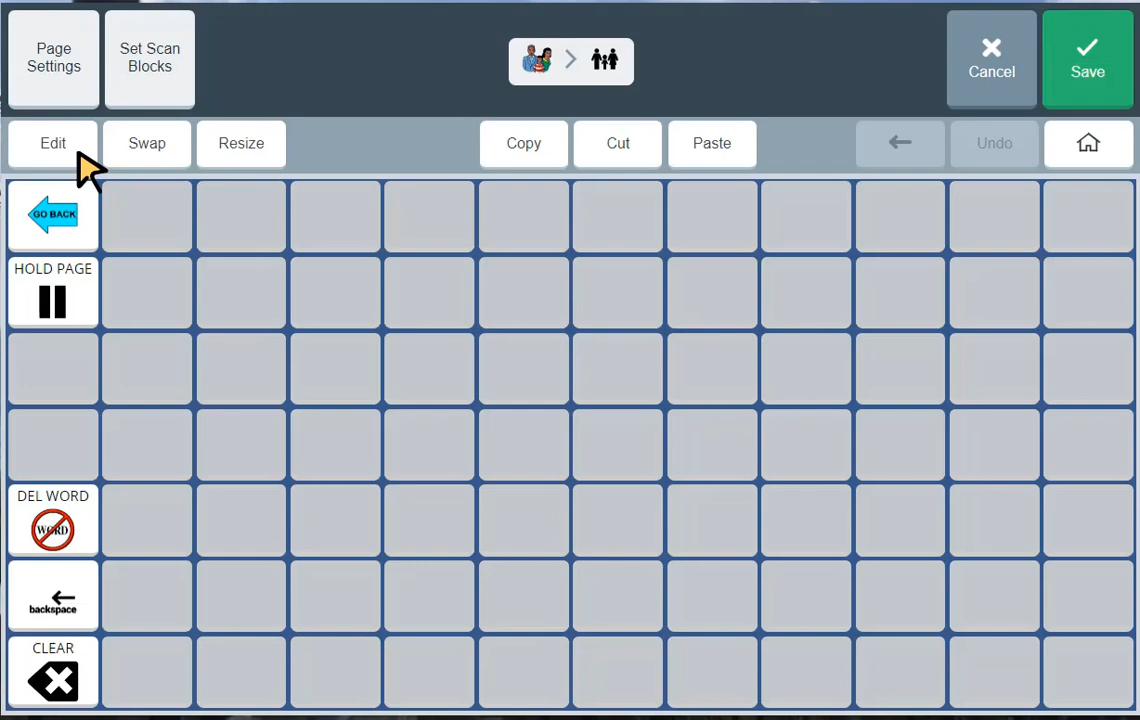 Page
Settings
Set Scan
Blocks
Cancel
Save
Edit
Swap
Resize
Copy
Cut
Paste
Undo
GO BACK
HOLD PAGE
DEL WORD
WORD
backspace
CLEAR